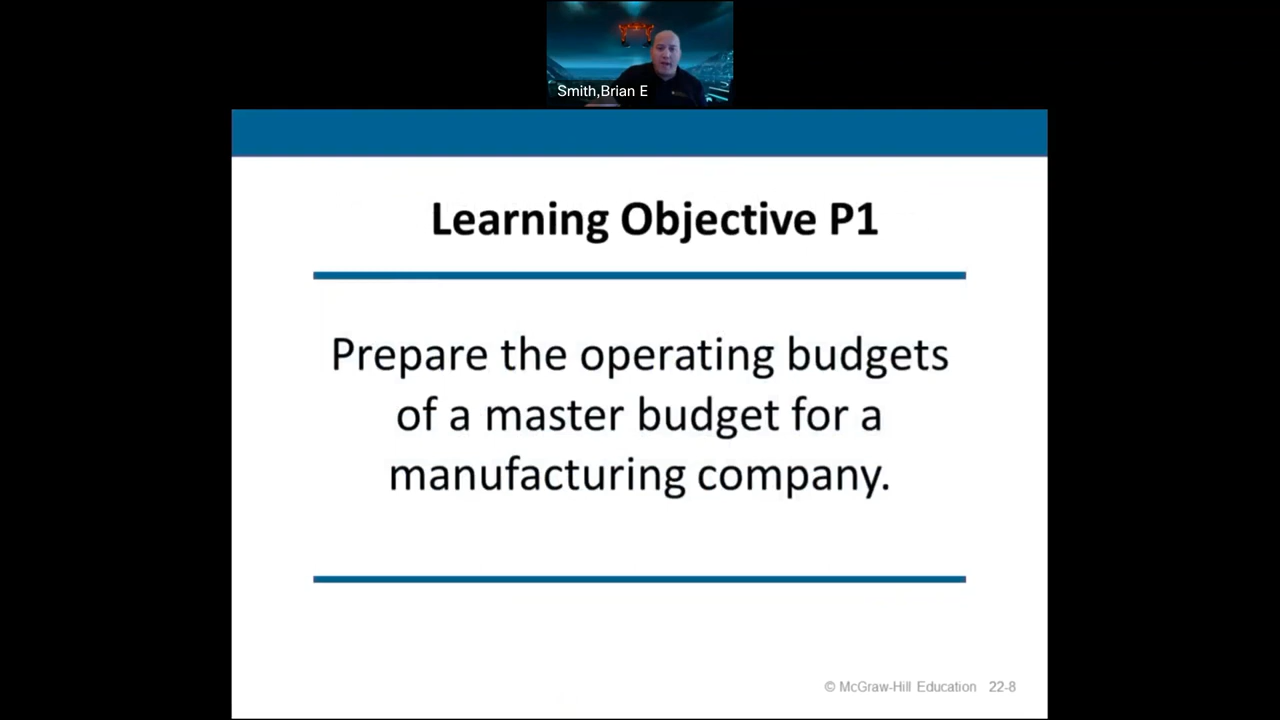 Smith,Brian E
Learning Objective P1
Prepare the operating budgets
of a master budget for a
manufacturing company.
© McGraw-Hill Education 22-8